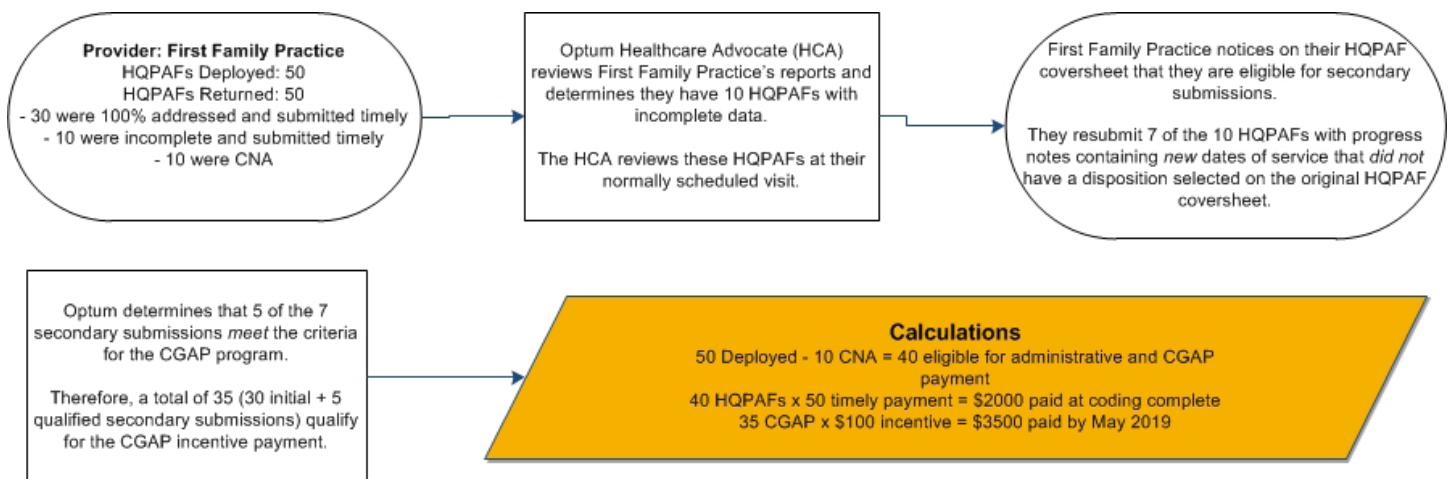 Provider: First Family Practice
HQPAFs Deployed: 50
HQPAFs Returned: 50
- 30 were 100% addressed and submitted timely
- 10 were incomplete and submitted timely
- 10 were CNA
Optum Healthcare Advocate (HCA)
reviews First Family Practice's reports and
determines they have 10 HQPAFs with
incomplete data.
The HCA reviews these HQPAFs at their
normally scheduled visit.
First Family Practice notices on their HQPAF
coversheet that they are eligible for secondary
submissions.
They resubmit 7 of the 10 HQPAFs with progress
notes containing new dates of service that did not
have a disposition selected on the original HQPAF
coversheet.
Optum determines that 5 of the 7
secondary submissions meet the criteria
for the CGAP program.
Therefore, a total of 35 (30 initial + 5
qualified secondary submissions) qualify
for the CGAP incentive payment.
Calculations
50 Deployed - 10 CNA = 40 eligible for administrative and CGAP
payment
40 HQPAFs x 50 timely payment = $2000 paid at coding complete
35 CGAP x $100 incentive = $3500 paid by May 2019